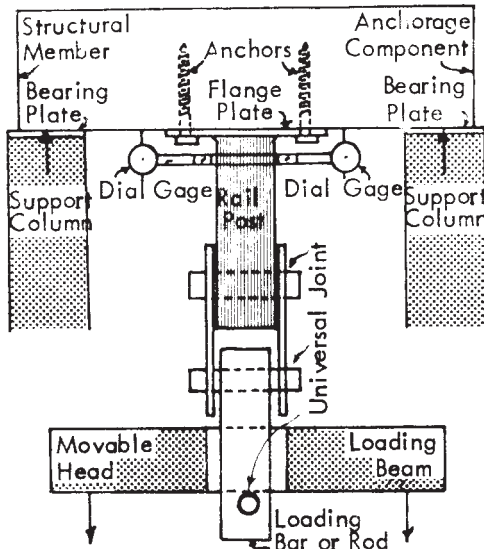 Structural
Member
Anchorage
Component
Anchors
Bearing
Plate
Flange
Plate
Bearing
Plate
Dial Gage
Dial Gage
Support
Column
Rail
Post
Support
Column
Universal Joint
Movable
Head
Loading
Beam
Loading
Bar or Rod